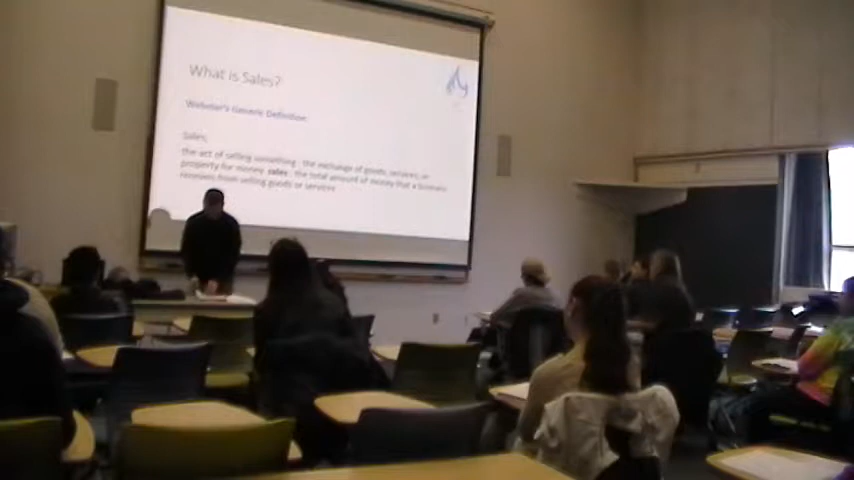 What is Sales?
Webster's Generic Definition:
Sales:
the act of selling something : the exchange of goods, services, or
property for money sales : the total amount of money that a business
receives from selling goods or services